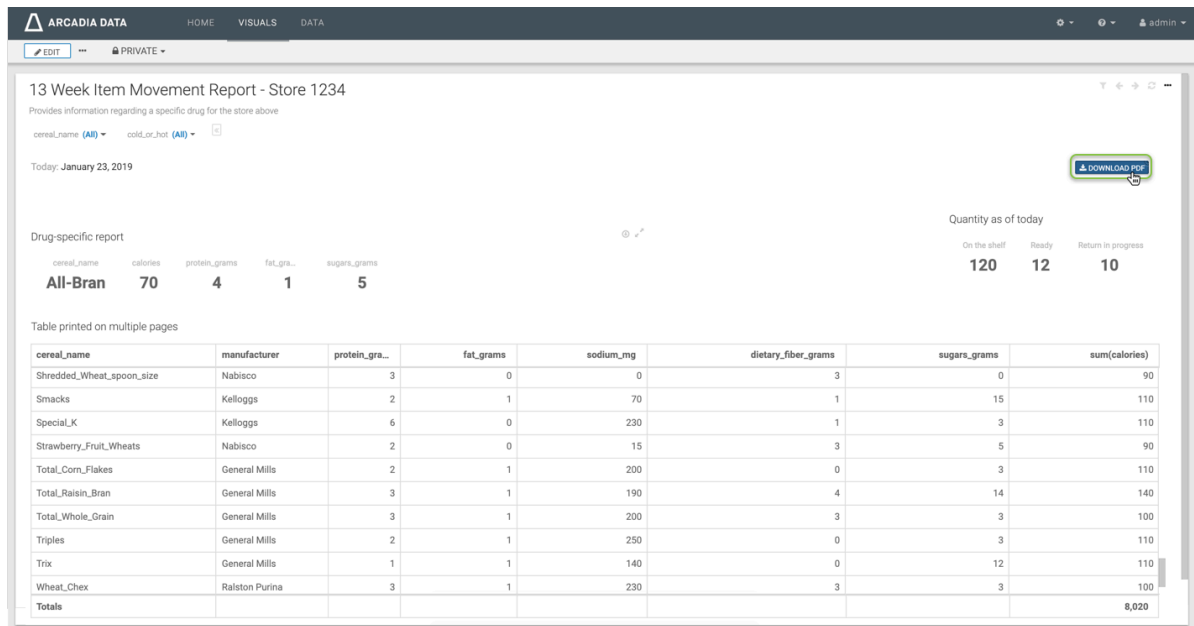 ARCADIA DATA HOME VISUALS DATA admin
EDIT PRIVATE
13 Week Item Movement Report - Store 1234
Provides information regarding a specific drug for the store above
cereal_name (All) cold_or_hot (All)
Today: January 23, 2019
DOWNLOAD PDF
Quantity as of today
Drug-specific report
On the shelf Ready Return in progress
120 12 10
cereal_name calories protein_grams fat_gra... sugars_grams
All-Bran 70 4 1 5
Table printed on multiple pages
cereal_name manufacturer protein_gra... fat_grams sodium_mg dietary_fiber_grams sugars_grams sum(calories)
Shredded_Wheat_spoon_size Nabisco 3 0 0 3 0 90
Smacks Kelloggs 2 1 70 1 15 110
Special_K Kelloggs 6 0 230 1 3 110
Strawberry_Fruit_Wheats Nabisco 2 0 15 3 5 90
Total_Corn_Flakes General Mills 2 1 200 0 3 110
Total_Raisin_Bran General Mills 3 1 190 4 14 140
Total_Whole_Grain General Mills 3 1 200 3 3 100
Triples General Mills 2 1 250 0 3 110
Trix General Mills 1 1 140 0 12 110
Wheat_Chex Ralston Purina 3 1 230 3 3 100
Totals 8,020